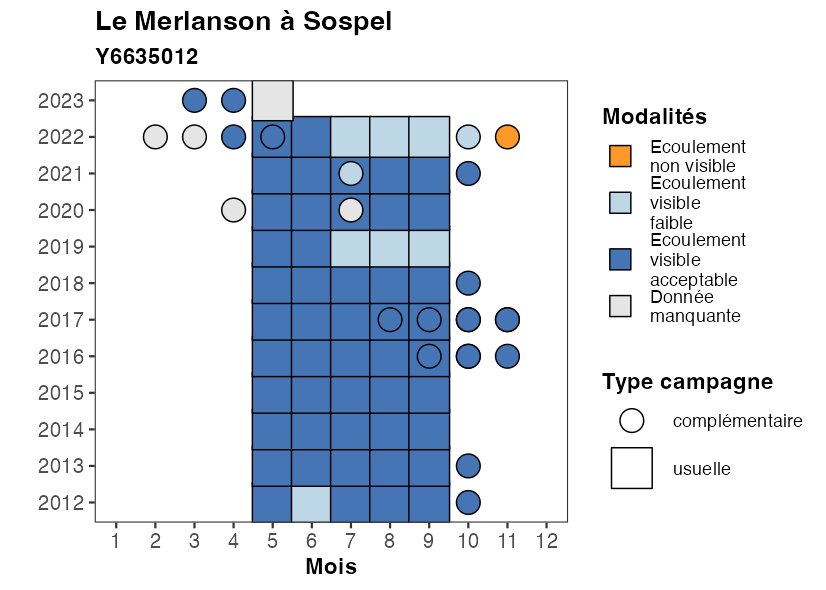 Le Merlanson à Sospel
Y6635012
2023
2022
2021
2020
2019
2018
2017
2016
2015
2014
2013
2012
1 2 3 4 5 6 7 8 9 10 11 12
Mois
Modalités
Ecoulement
non visible
Ecoulement
visible
faible
Ecoulement
visible
acceptable
Donnée
manquante
Type campagne
complémentaire
usuelle